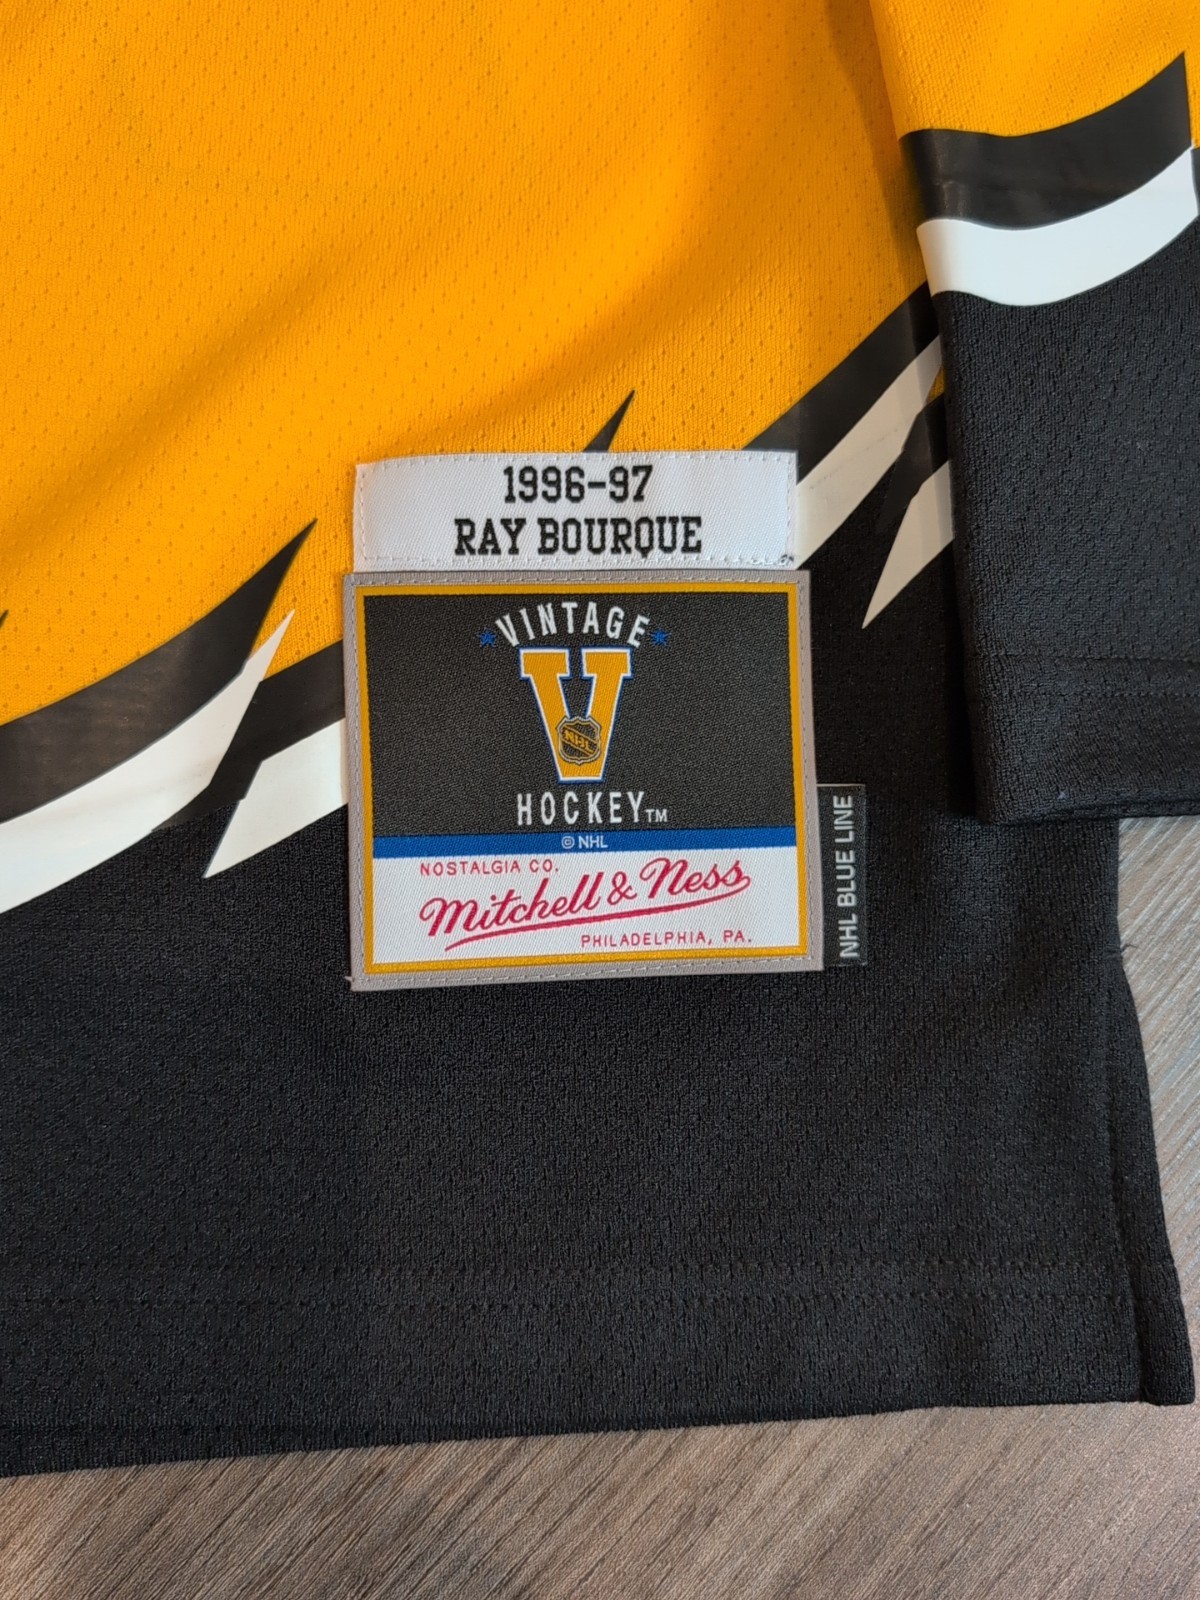 1996-97
RAY BOURQUE
VINTAGE
V
NHL
HOCKEY™
© NHL
NOSTALGIA CO.
Mitchell & Ness
PHILADELPHIA, PA.
NHL BLUE LINE